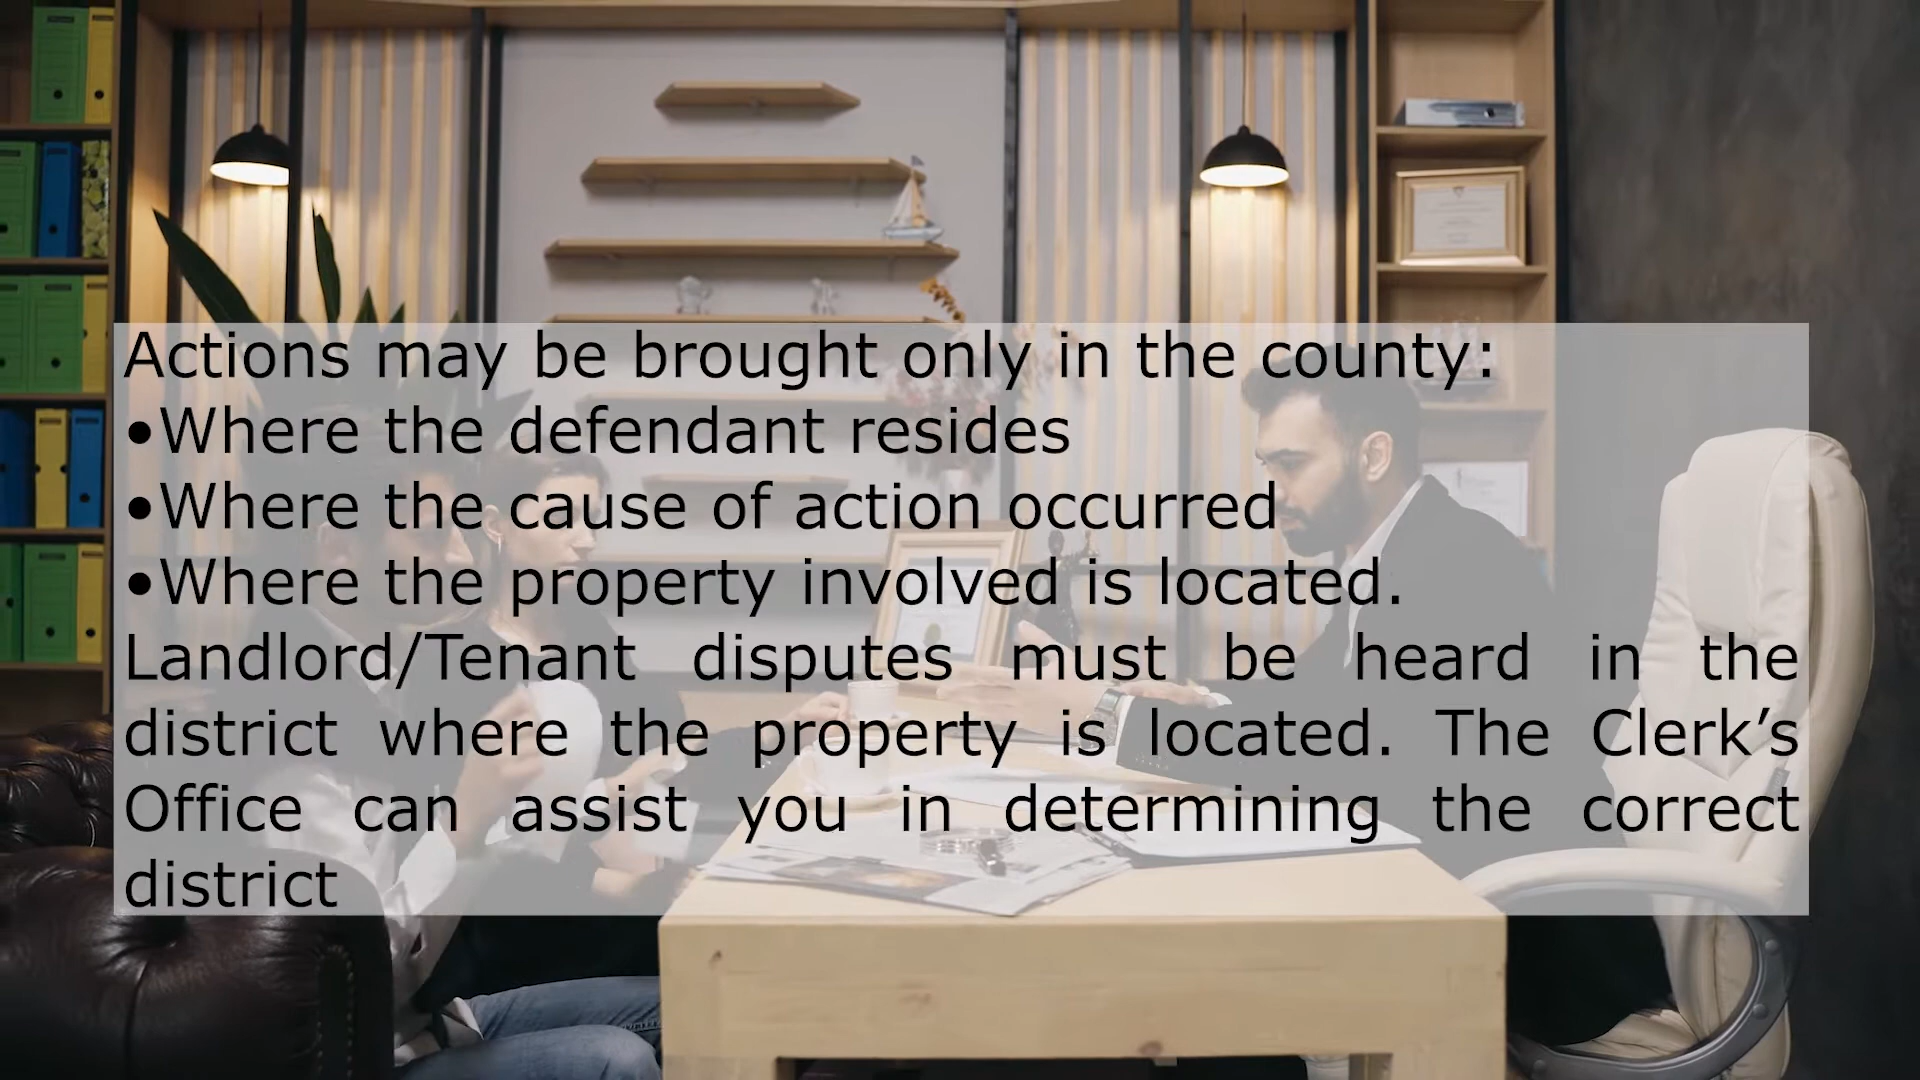 Actions may be brought only in the county:
•Where the defendant resides
•Where the cause of action occurred
•Where the property involved is located.
Landlord/Tenant disputes must be heard in the
district where the property is located. The Clerk’s
Office can assist you in determining the correct
district